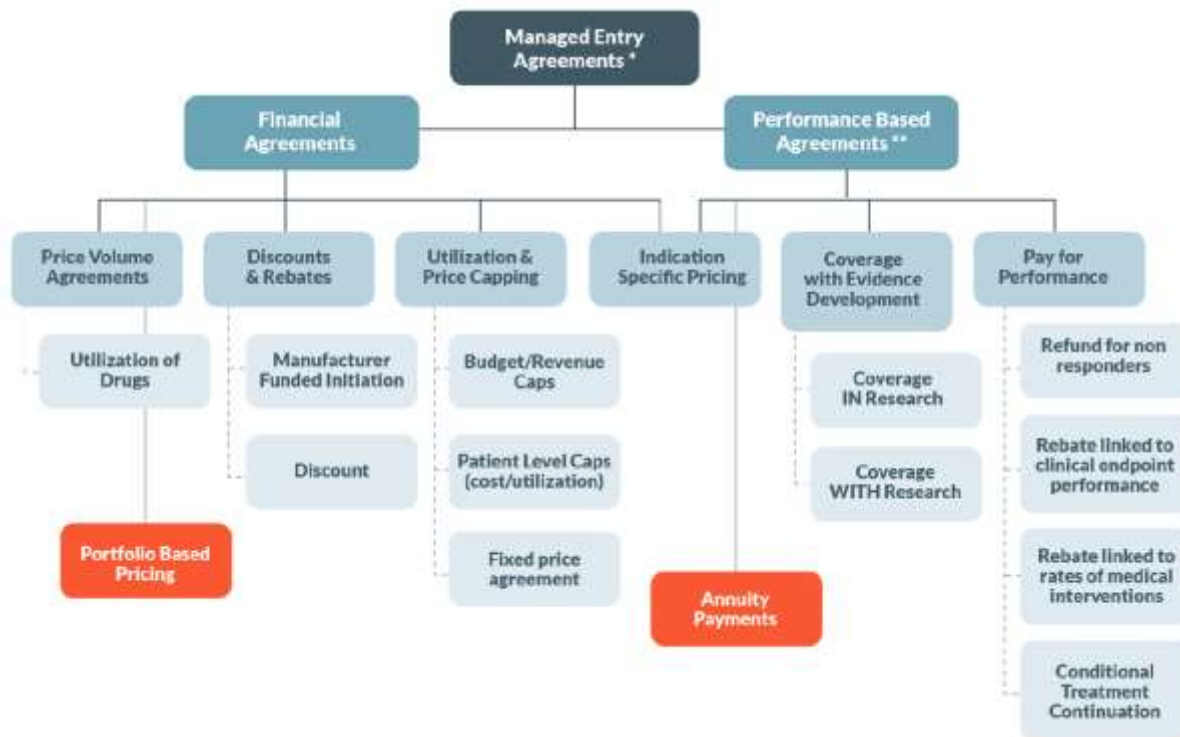 Managed Entry
Agreements *
Financial
Agreements
Performance Based
Agreements **
Price Volume
Agreements
Discounts
& Rebates
Utilization &
Price Capping
Indication
Specific Pricing
Coverage
with Evidence
Development
Pay for
Performance
Utilization of
Drugs
Manufacturer
Funded Initiation
Budget/Revenue
Caps
Coverage
IN Research
Refund for non
responders
Discount
Patient Level Caps
(cost/utilization)
Coverage
WITH Research
Rebate linked to
clinical endpoint
performance
Portfolio Based
Pricing
Fixed price
agreement
Annuity
Payments
Rebate linked to
rates of medical
interventions
Conditional
Treatment
Continuation